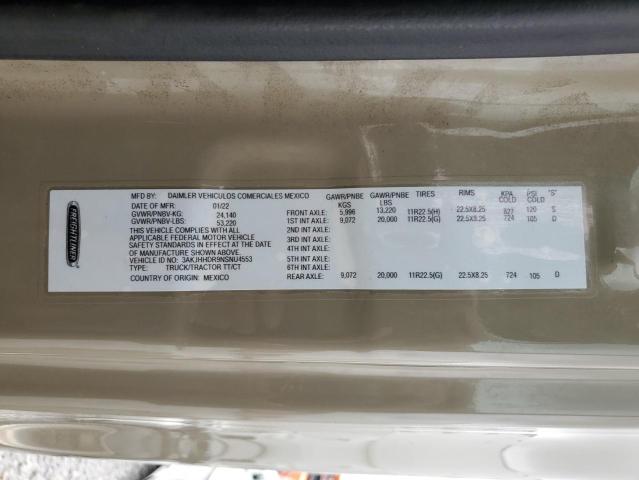 FREIGHTLINER
MFD BY: DAIMLER VEHICULOS COMERCIALES MEXICO GAWR/PNBE KGS GAWR/PNBE LBS TIRES RIMS KPA COLD PSI COLD "S"
DATE OF MFR: 01/22
GVWR/PNBV-KG: 24,140 FRONT AXLE: 5,996 13,220 11R22.5(H) 22.5X8.25 827 120 S
GVWR/PNBV-LBS: 53,220 1ST INT AXLE: 9,072 20,000 11R22.5(G) 22.5X8.25 724 105 D
THIS VEHICLE COMPLIES WITH ALL 2ND INT AXLE:
APPLICABLE FEDERAL MOTOR VEHICLE 3RD INT AXLE:
SAFETY STANDARDS IN EFFECT AT THE 4TH INT AXLE:
DATE OF MANUFACTURE SHOWN ABOVE.
VEHICLE ID NO: 3AKJHHDR9NSNU4553 5TH INT AXLE:
TYPE: TRUCK/TRACTOR TT/CT 6TH INT AXLE:
COUNTRY OF ORIGIN: MEXICO REAR AXLE: 9,072 20,000 11R22.5(G) 22.5X8.25 724 105 D